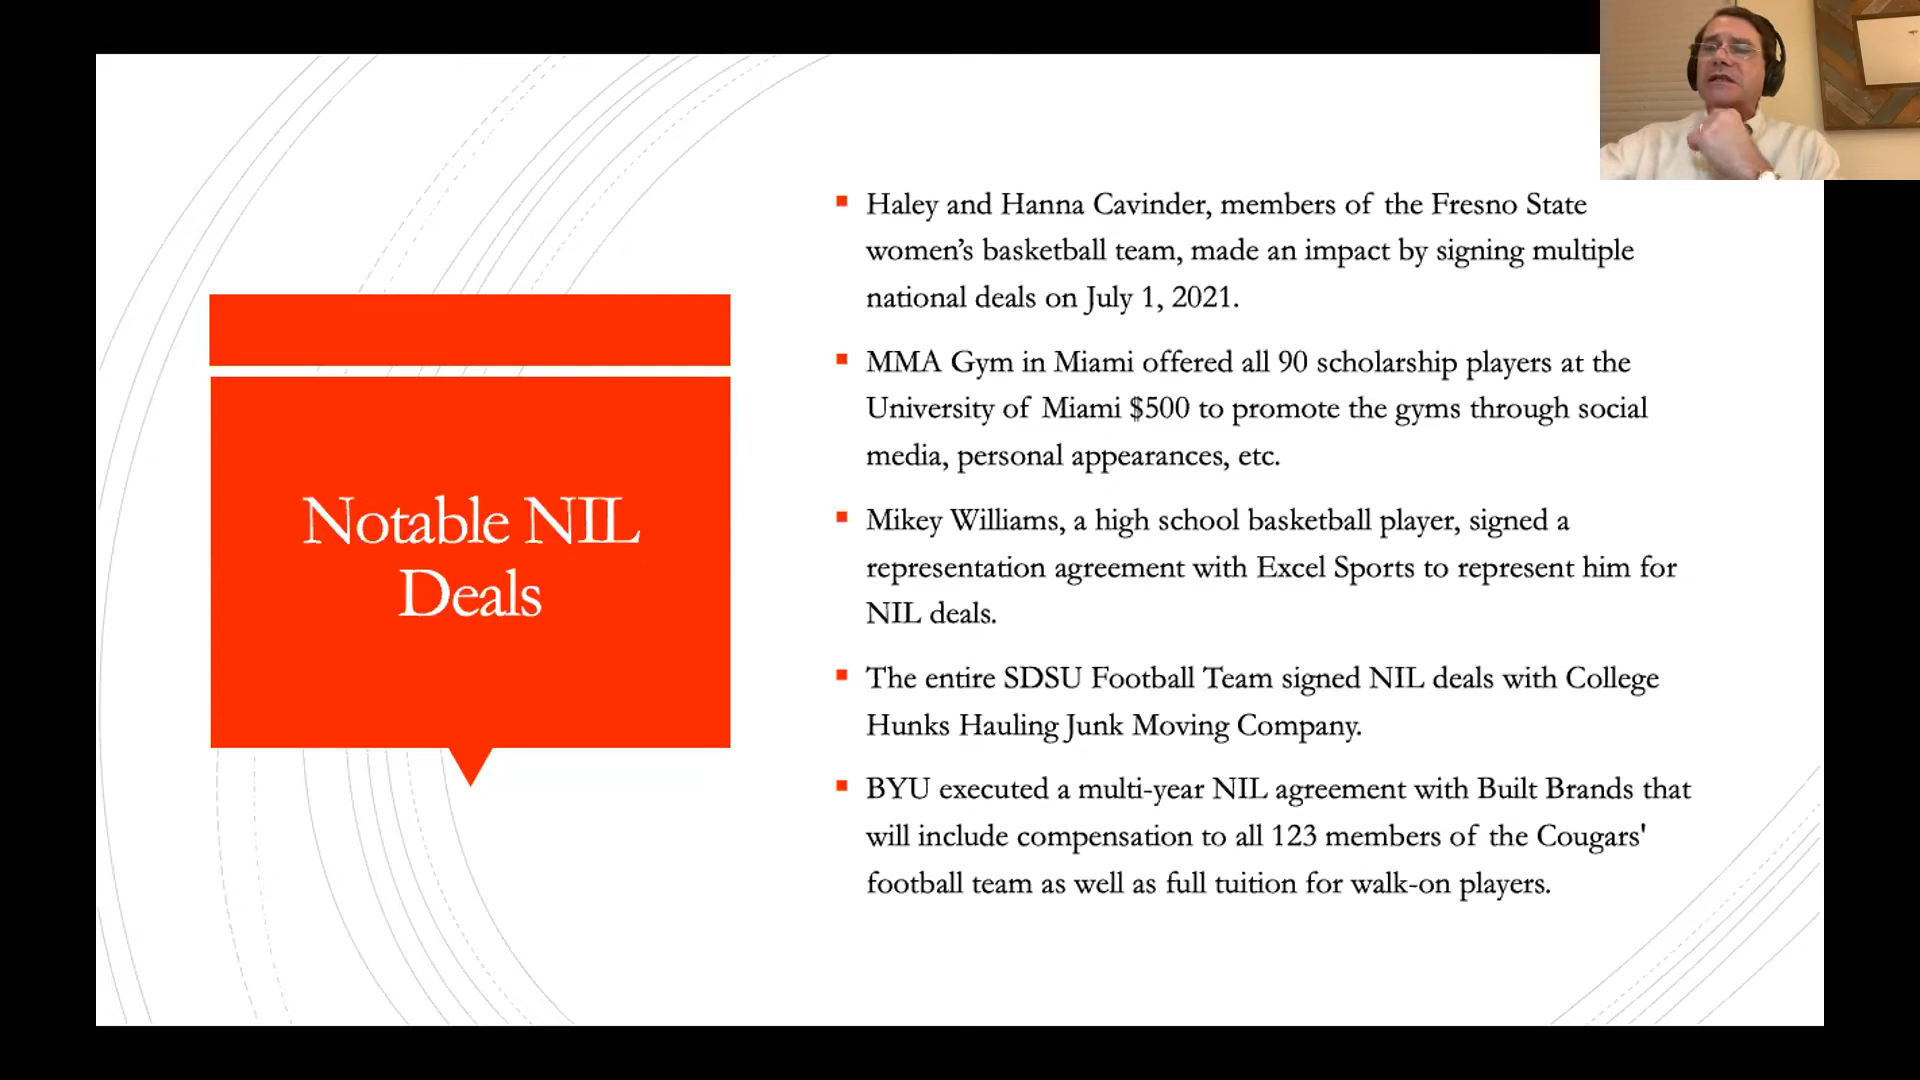 Notable NIL
Deals
Haley and Hanna Cavinder, members of the Fresno State
women’s basketball team, made an impact by signing multiple
national deals on July 1, 2021.
MMA Gym in Miami offered all 90 scholarship players at the
University of Miami $500 to promote the gyms through social
media, personal appearances, etc.
Mikey Williams, a high school basketball player, signed a
representation agreement with Excel Sports to represent him for
NIL deals.
The entire SDSU Football Team signed NIL deals with College
Hunks Hauling Junk Moving Company.
BYU executed a multi-year NIL agreement with Built Brands that
will include compensation to all 123 members of the Cougars'
football team as well as full tuition for walk-on players.